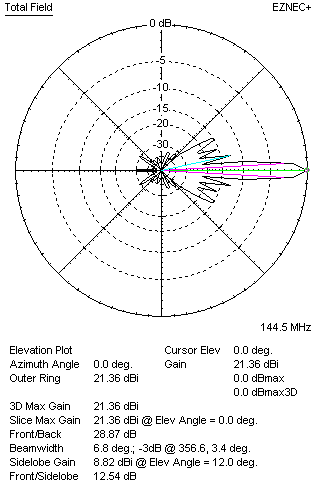 Total Field EZNEC+
0 dB
-5
-10
-15
-20
-30
144.5 MHz
Elevation Plot Cursor Elev 0.0 deg.
Azimuth Angle 0.0 deg. Gain 21.36 dBi
Outer Ring 21.36 dBi 0.0 dBmax
0.0 dBmax3D
3D Max Gain 21.36 dBi
Slice Max Gain 21.36 dBi @ Elev Angle = 0.0 deg.
Front/Back 28.87 dB
Beamwidth 6.8 deg.; -3dB @ 356.6, 3.4 deg.
Sidelobe Gain 8.82 dBi @ Elev Angle = 12.0 deg.
Front/Sidelobe 12.54 dB